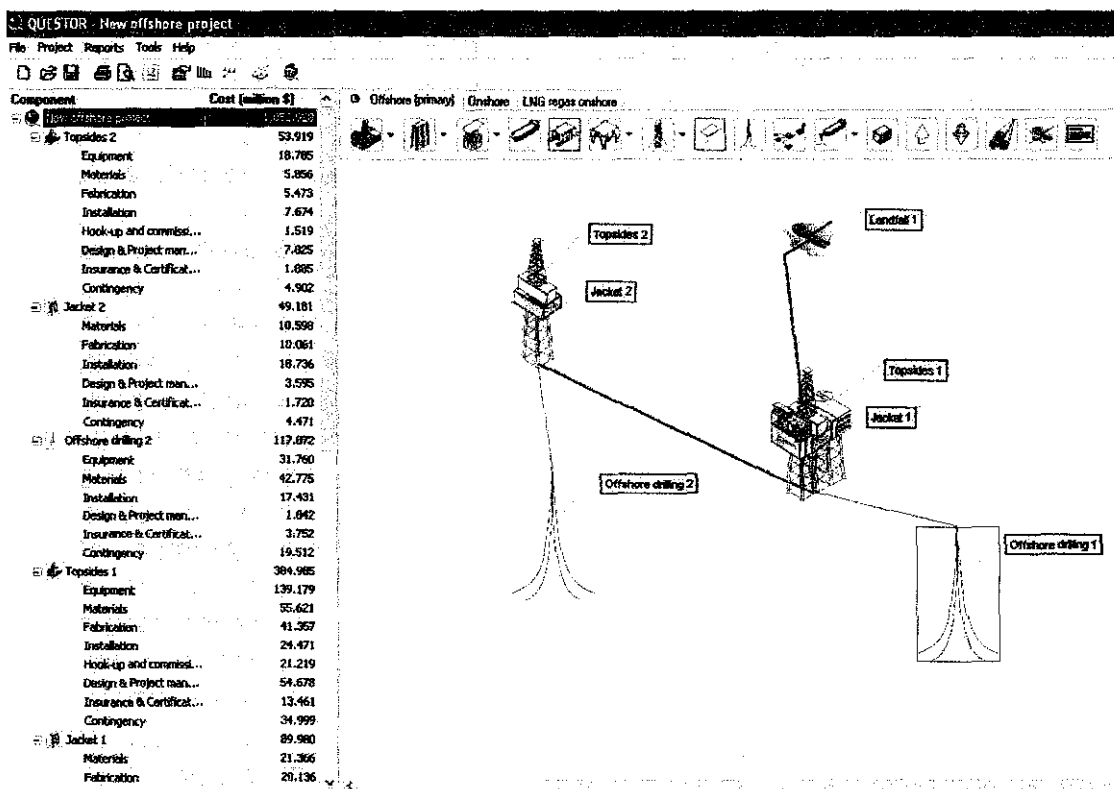 QUE$TOR - New offshore project
File Project Reports Tools Help
Component Cost [million $]
New offshore project
Topsides 2 53.919
Equipment 18.785
Materials 5.856
Fabrication 5.473
Installation 7.674
Hook-up and commissi... 1.519
Design & Project man... 7.825
Insurance & Certificat... 1.885
Contingency 4.902
Jacket 2 49.181
Materials 10.598
Fabrication 10.061
Installation 18.736
Design & Project man... 3.595
Insurance & Certificat... 1.720
Contingency 4.471
Offshore drilling 2 117.072
Equipment 31.760
Materials 42.775
Installation 17.431
Design & Project man... 1.842
Insurance & Certificat... 3.752
Contingency 19.512
Topsides 1 384.985
Equipment 139.179
Materials 55.621
Fabrication 41.357
Installation 24.471
Hook-up and commissi... 21.219
Design & Project man... 54.678
Insurance & Certificat... 13.461
Contingency 34.999
Jacket 1 89.980
Materials 21.366
Fabrication 20.136
Offshore (primary) Onshore LNG regas onshore
Topsides 2
Landfall 1
Jacket 2
Topsides 1
Jacket 1
Offshore drilling 2
Offshore drilling 1